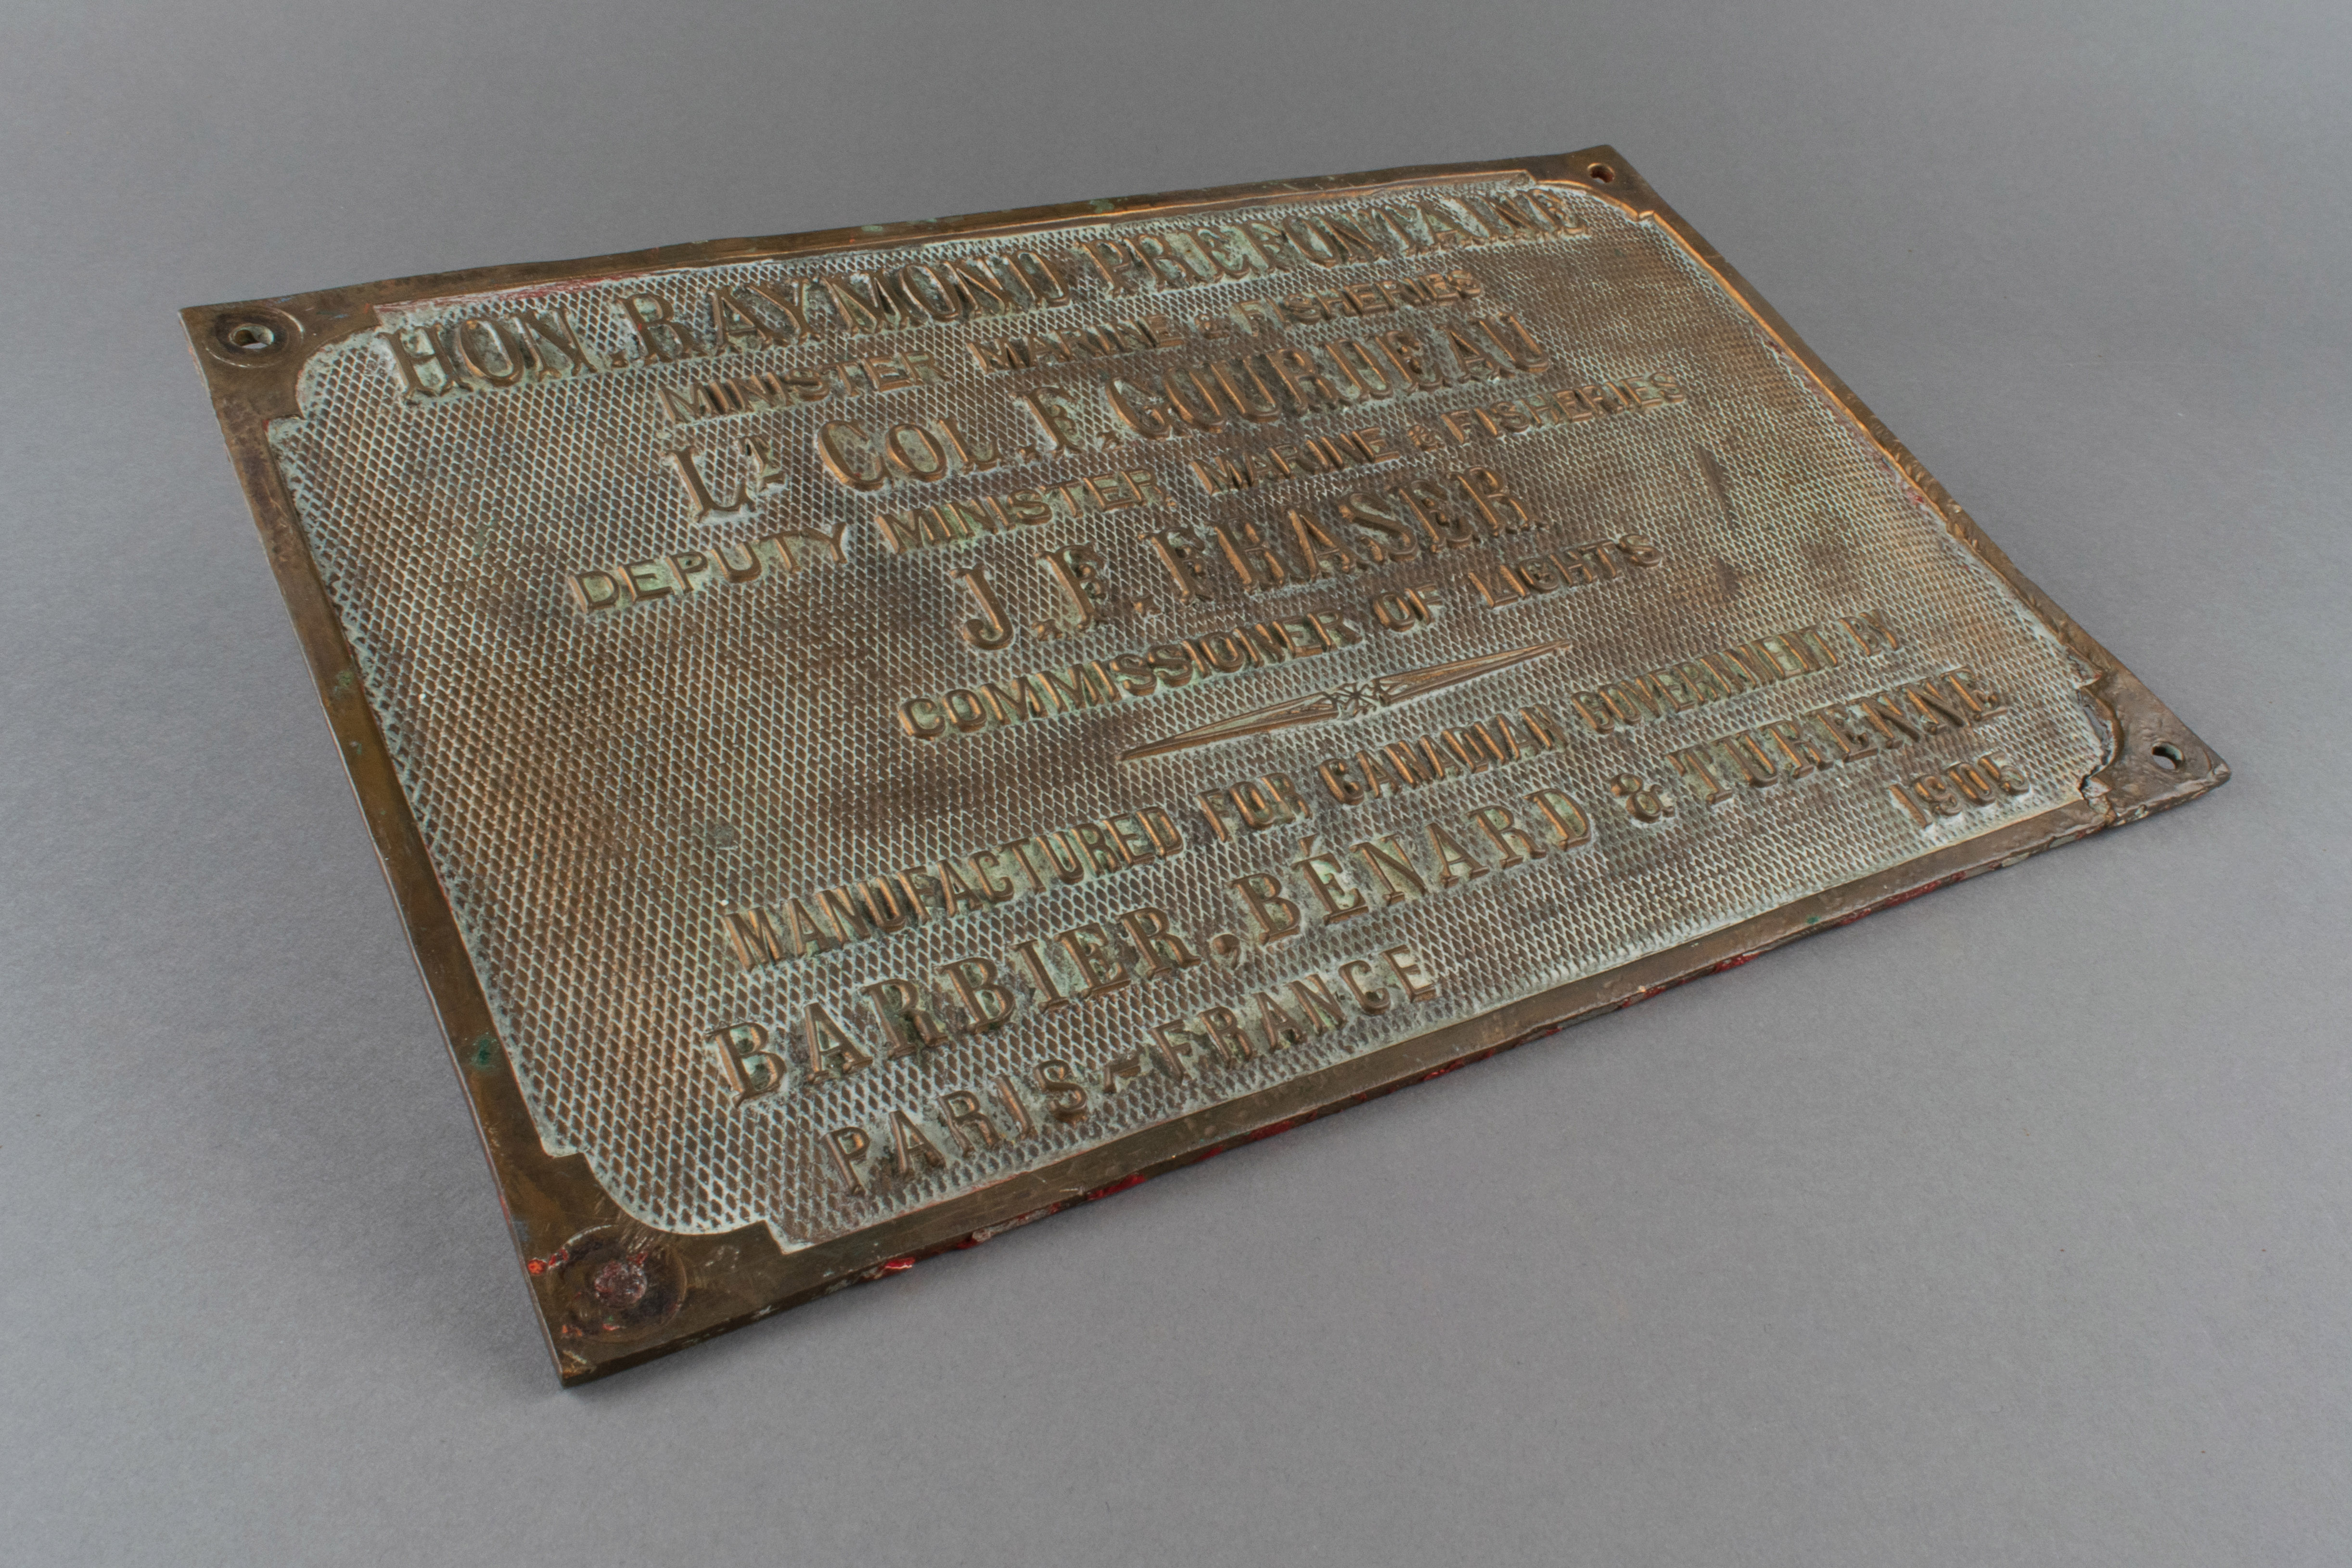 HON. RAYMOND PREFONTAINE
MINISTER MARINE & FISHERIES
LT COL. F. GOURDEAU
DEPUTY MINISTER MARINE & FISHERIES
J. F. FRASER
COMMISSIONER OF LIGHTS
MANUFACTURED FOR CANADIAN GOVERNMENT BY
BARBIER, BÉNARD & TURENNE
PARIS-FRANCE 1905